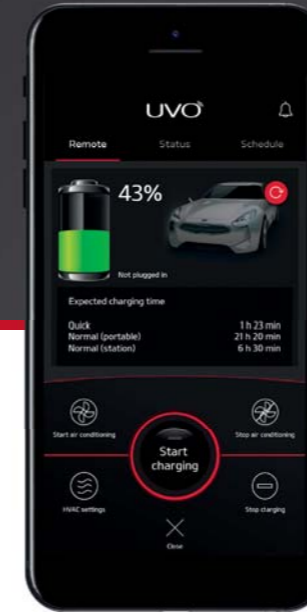 UVO
Remote Status Schedule
43%
Not plugged in
Expected charging time
Quick 1 h 23 min
Normal (portable) 21 h 20 min
Normal (station) 6 h 30 min
Start air conditioning Stop air conditioning
Start
charging
HVAC settings Stop clarging
Close